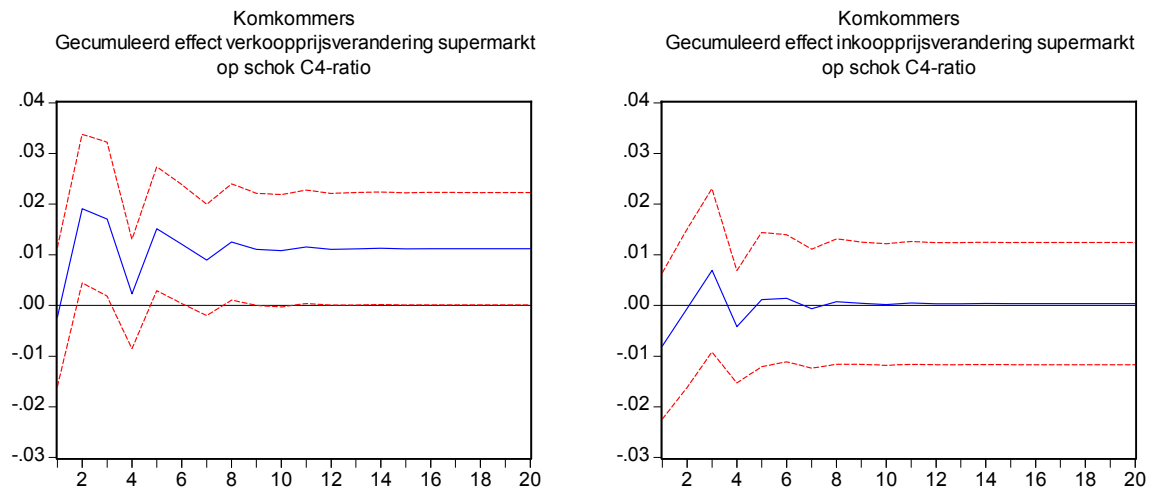 Komkommers
Gecumuleerd effect verkoopprijsverandering supermarkt
op schok C4-ratio
.04
.03
.02
.01
.00
-.01
-.02
-.03
2 4 6 8 10 12 14 16 18 20
Komkommers
Gecumuleerd effect inkoopprijsverandering supermarkt
op schok C4-ratio
.04
.03
.02
.01
.00
-.01
-.02
-.03
2 4 6 8 10 12 14 16 18 20